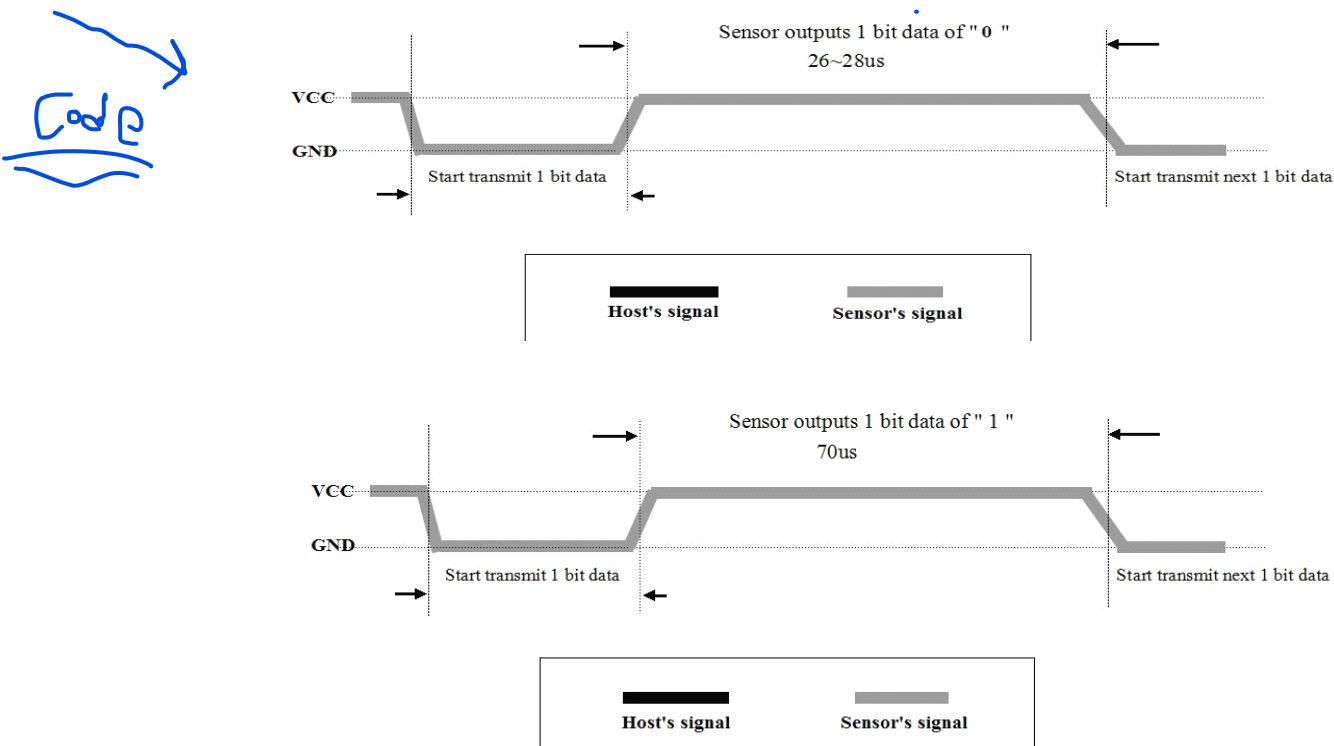 Sensor outputs 1 bit data of " 0 "
26~28us
Code
VCC
GND
Start transmit 1 bit data
Start transmit next 1 bit data
Host's signal
Sensor's signal
Sensor outputs 1 bit data of " 1 "
70us
VCC
GND
Start transmit 1 bit data
Start transmit next 1 bit data
Host's signal
Sensor's signal